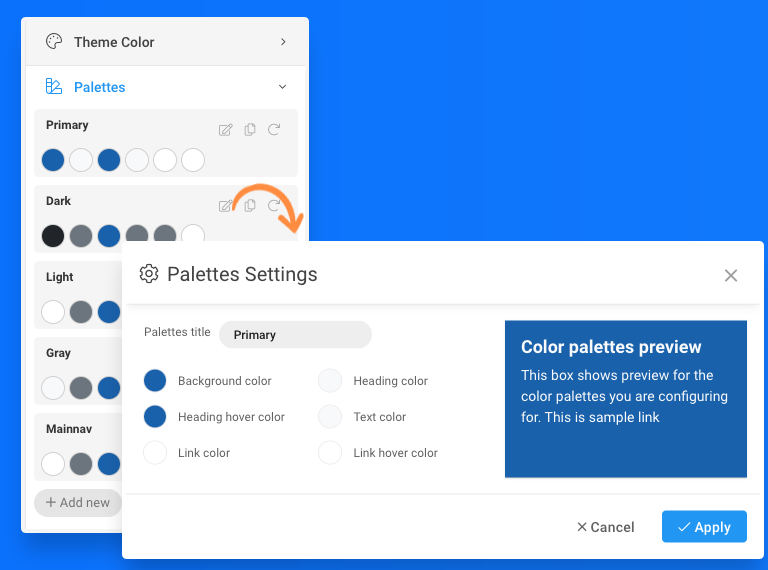 Theme Color
Palettes
Primary
Dark
Light
Gray
Mainnav
+ Add new
Palettes Settings
Palettes title
Primary
Background color
Heading color
Heading hover color
Text color
Link color
Link hover color
Color palettes preview
This box shows preview for the
color palettes you are configuring
for. This is sample link
Cancel
Apply